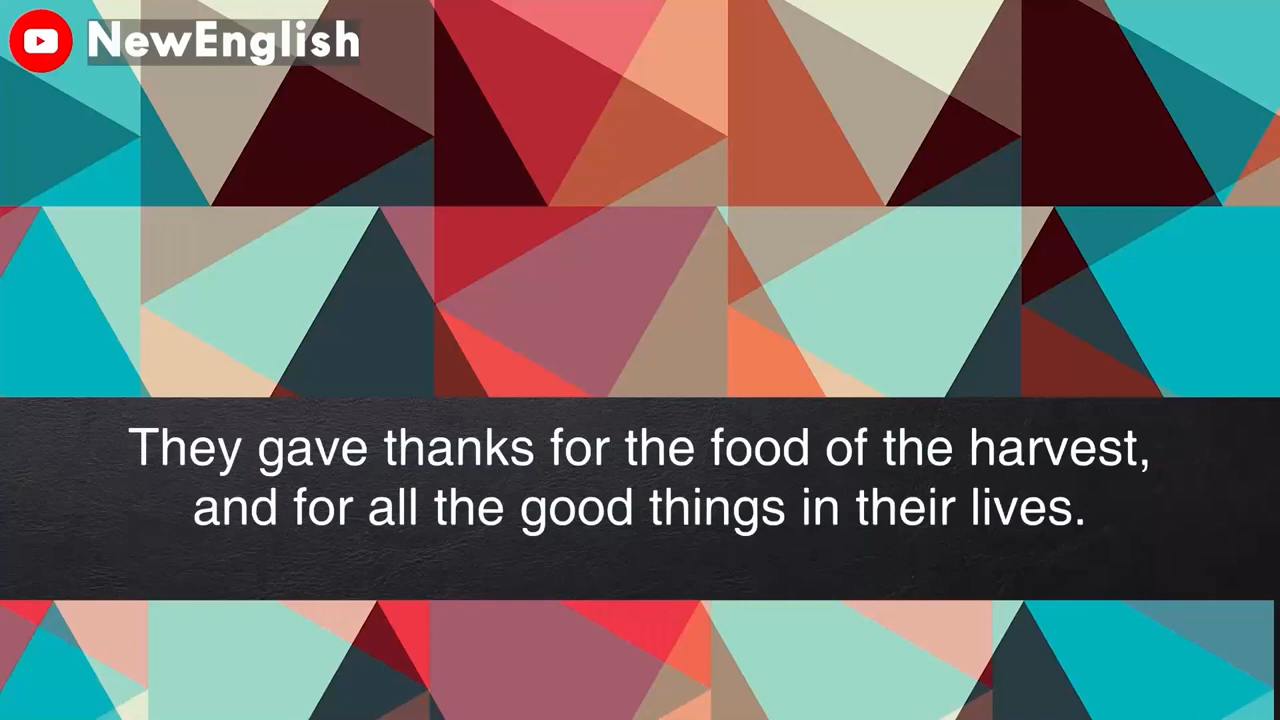 NewEnglish
They gave thanks for the food of the harvest,
and for all the good things in their lives.